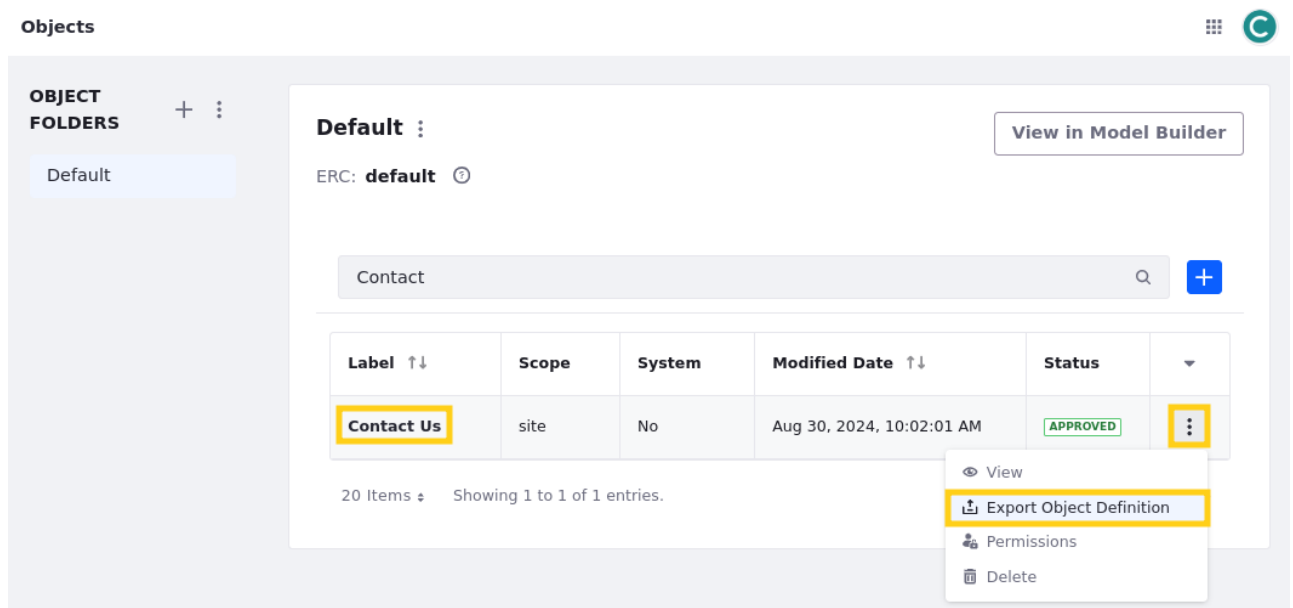 Objects
C
OBJECT
FOLDERS
Default
Default
View in Model Builder
ERC: default
Contact
Label Scope System Modified Date Status
Contact Us site No Aug 30, 2024, 10:02:01 AM APPROVED
20 Items Showing 1 to 1 of 1 entries.
View
Export Object Definition
Permissions
Delete